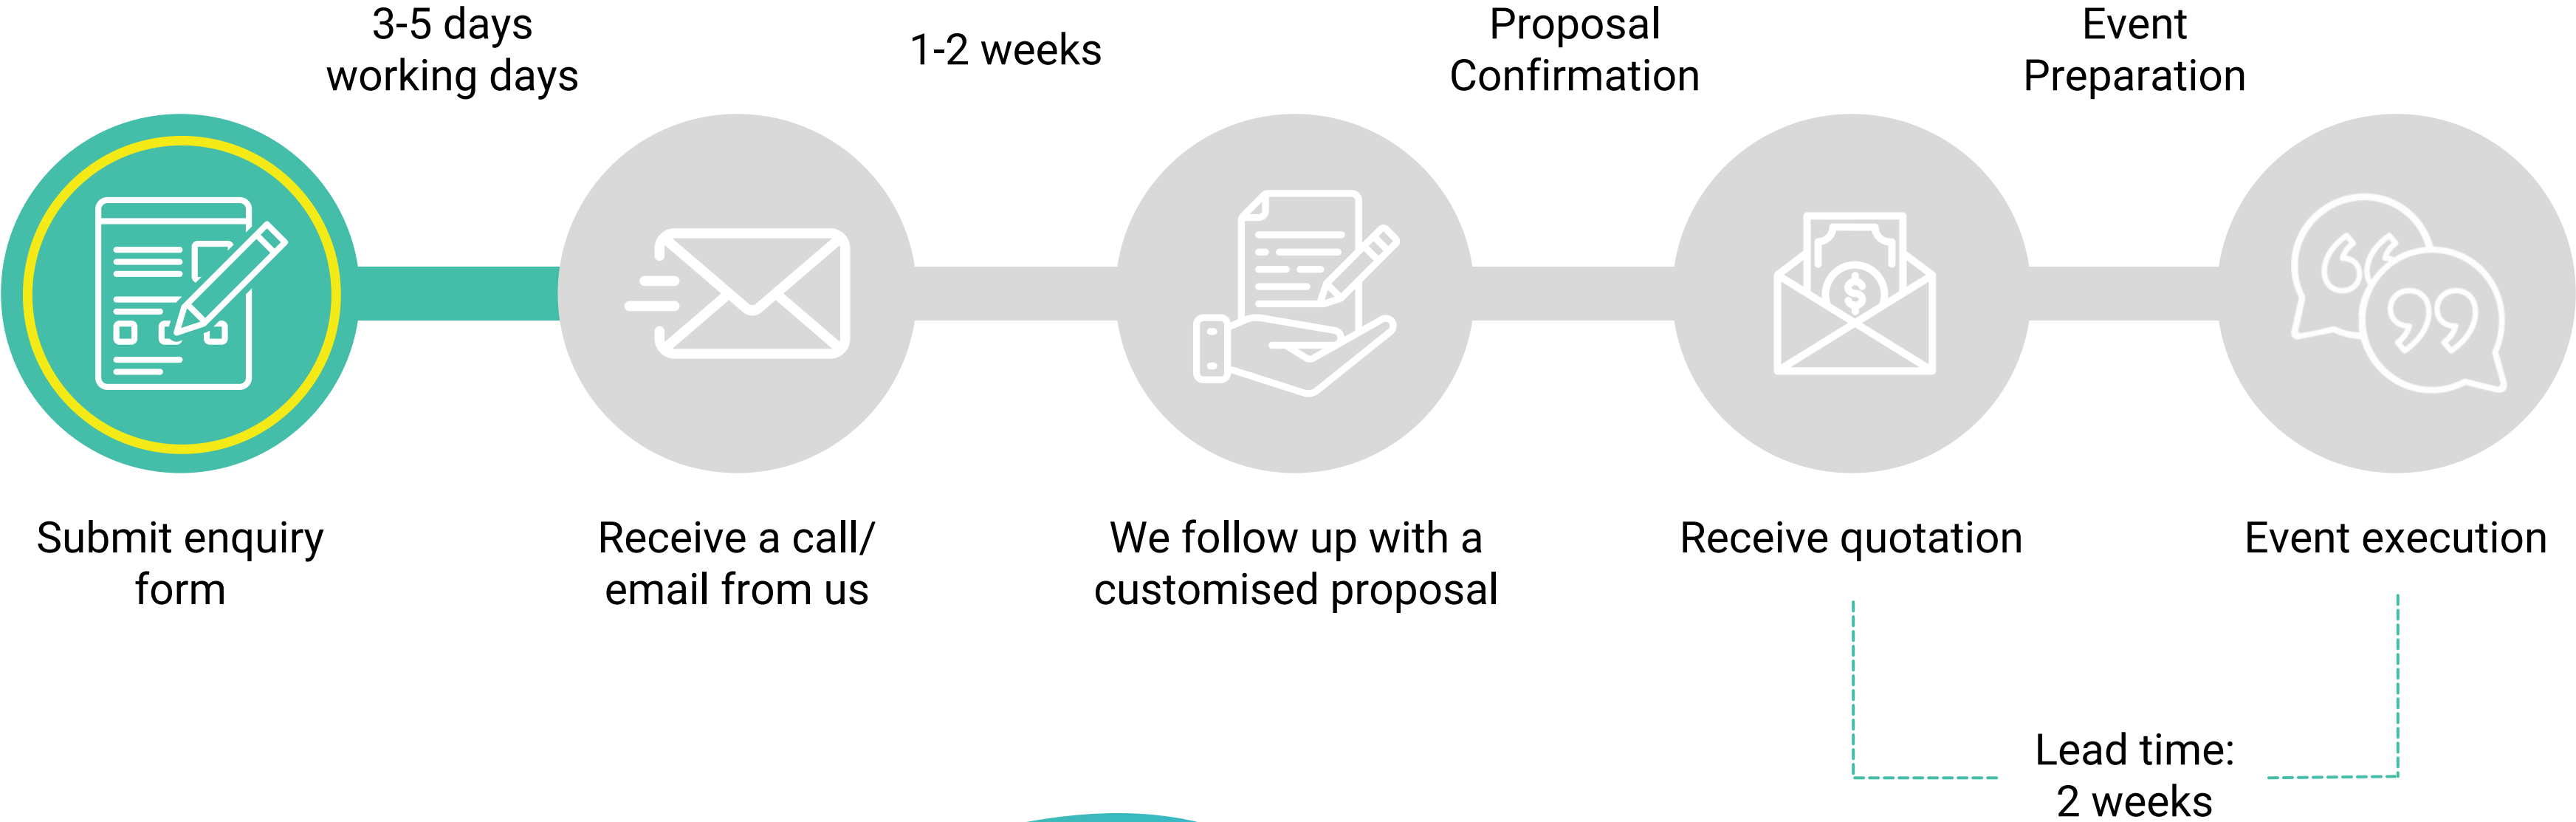 3-5 days
working days
1-2 weeks
Proposal
Confirmation
Event
Preparation
Submit enquiry
form
Receive a call/
email from us
We follow up with a
customised proposal
Receive quotation
Event execution
Lead time:
2 weeks